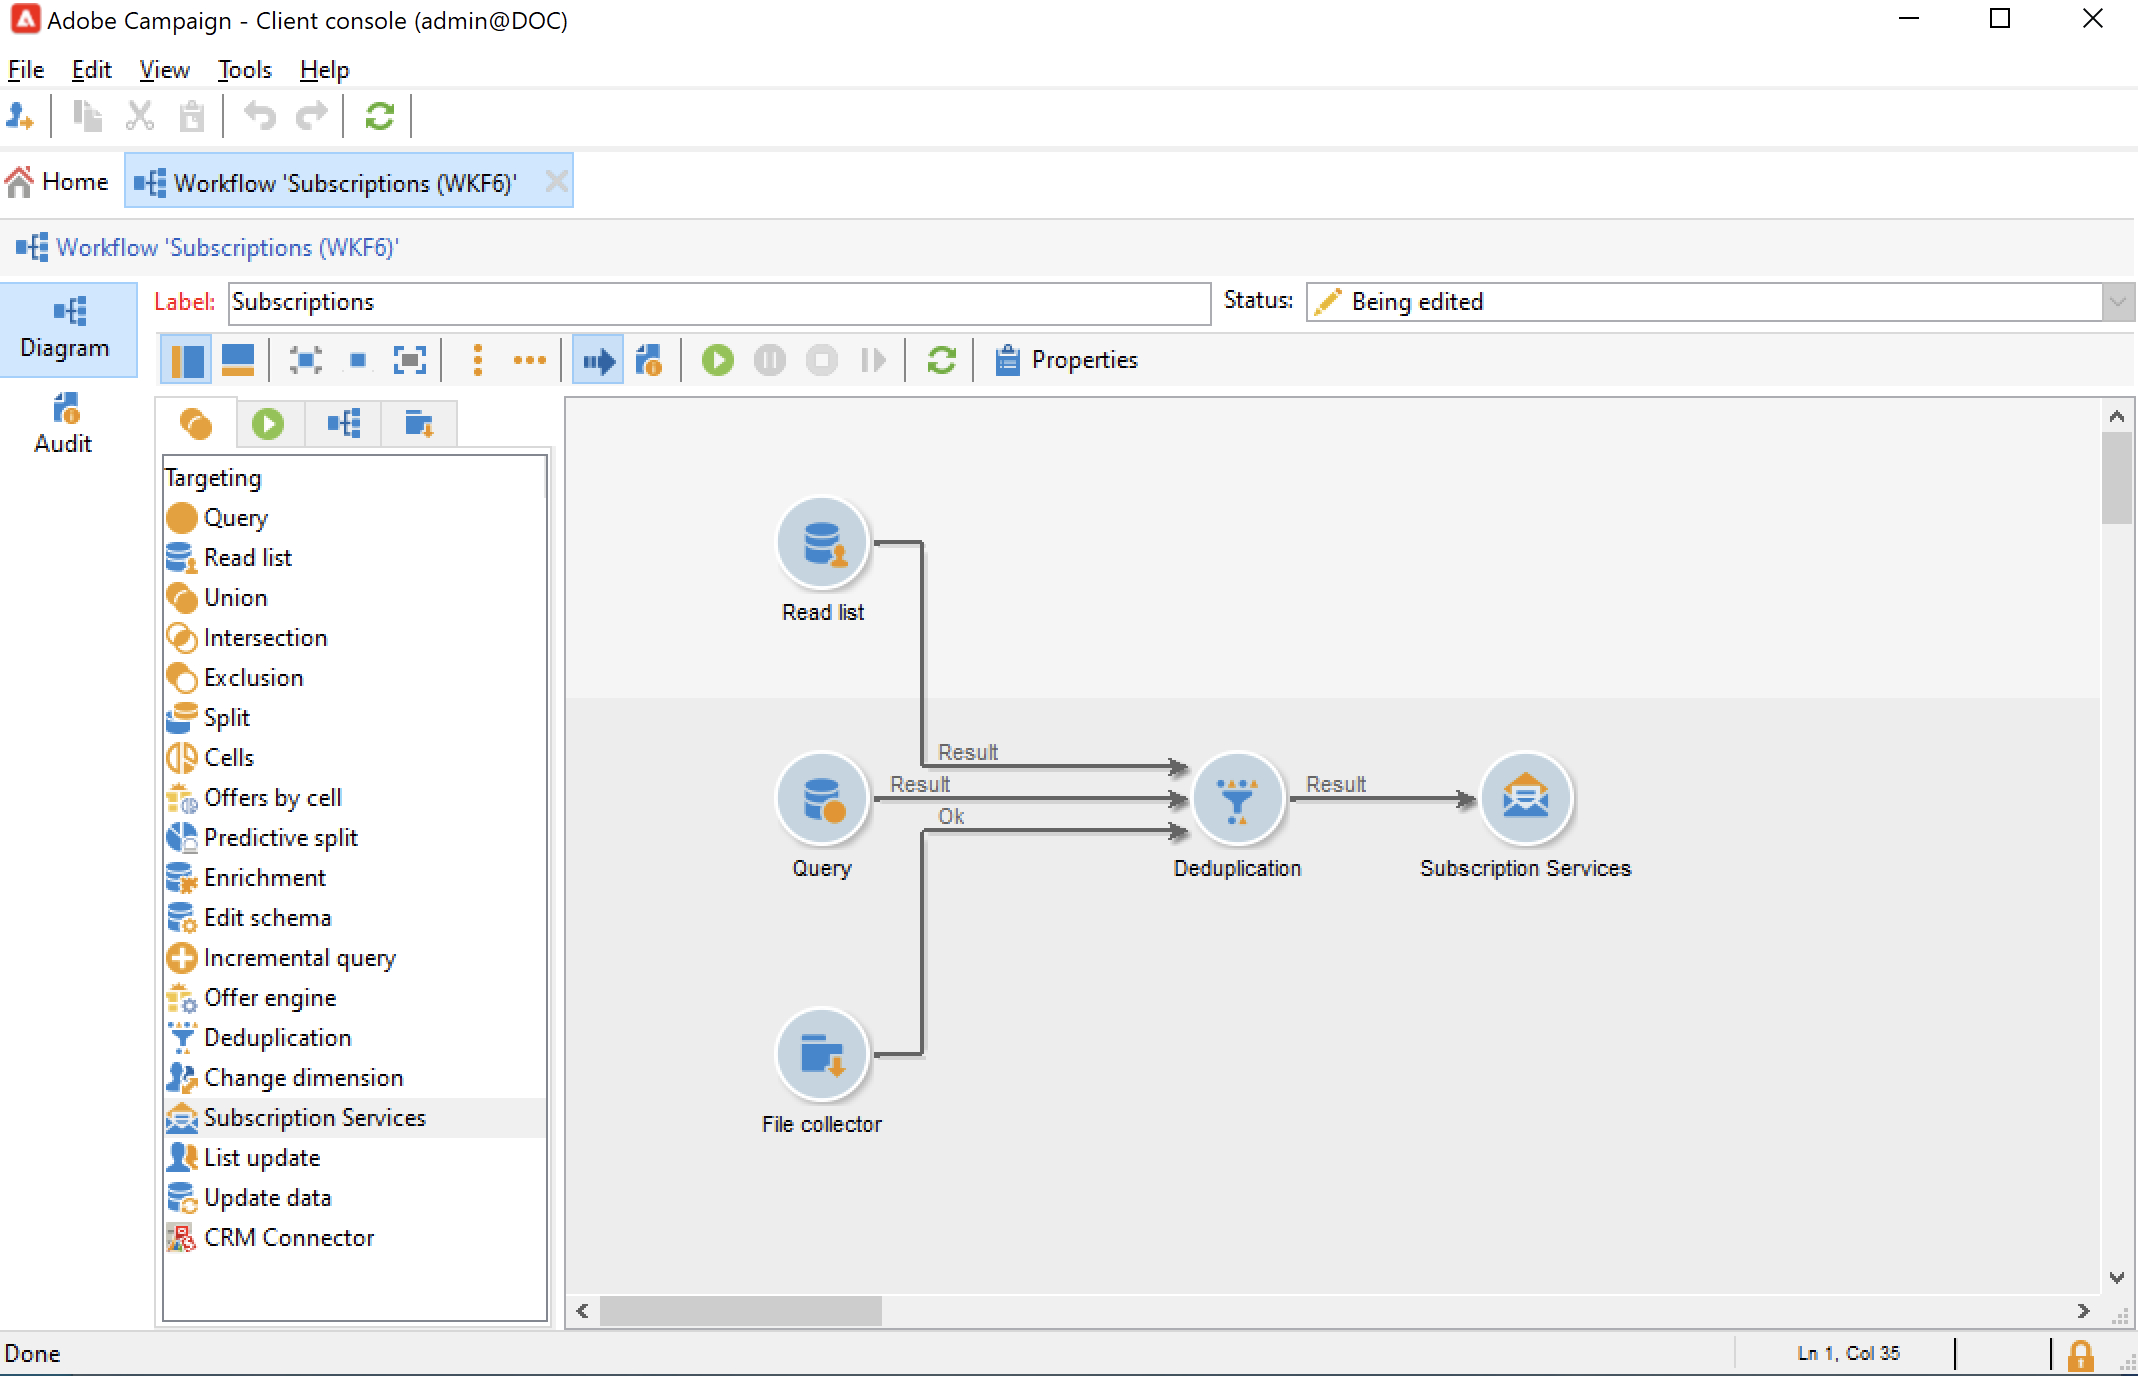 Adobe Campaign - Client console (admin@DOC)
File Edit View Tools Help
Home Workflow 'Subscriptions (WKF6)'
Workflow 'Subscriptions (WKF6)'
Label: Subscriptions Status: Being edited
Diagram
Audit
Properties
Targeting
Query
Read list
Union
Intersection
Exclusion
Split
Cells
Offers by cell
Predictive split
Enrichment
Edit schema
Incremental query
Offer engine
Deduplication
Change dimension
Subscription Services
List update
Update data
CRM Connector
Read list
Result
Result
Ok
Result
Query
Deduplication
Subscription Services
File collector
Done
Ln 1, Col 35